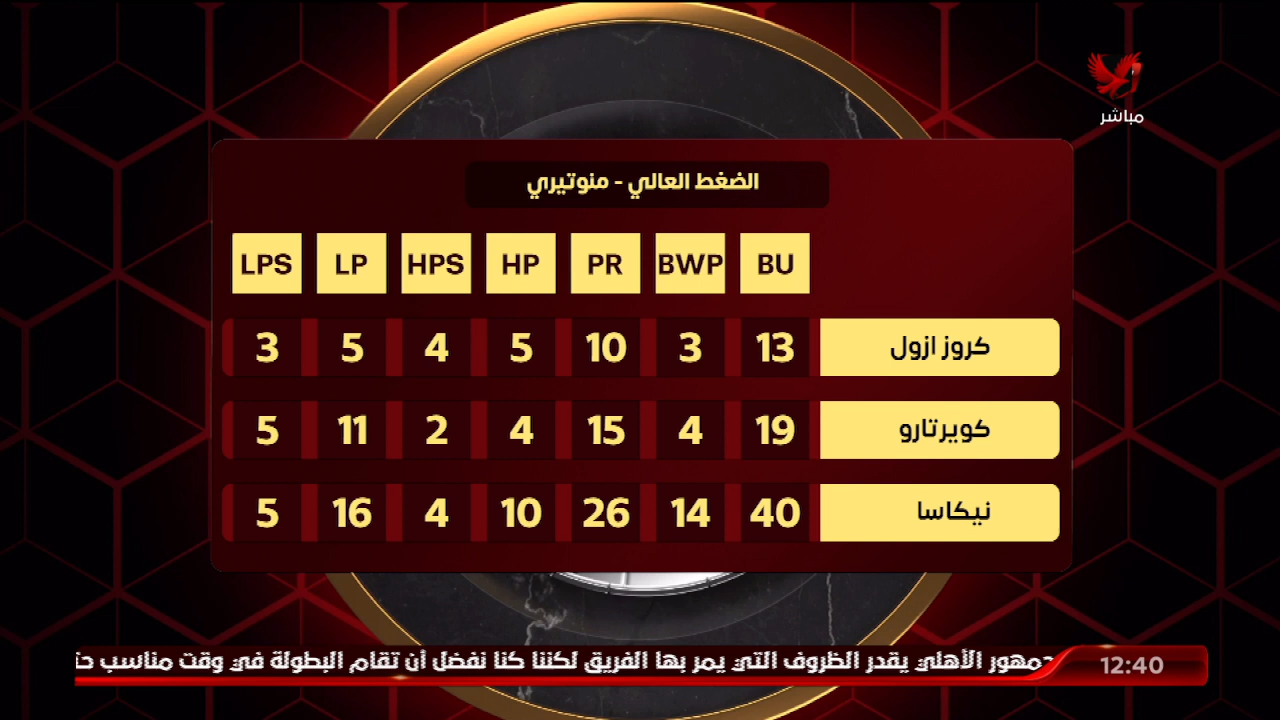 مباشر
الضغط العالي - منوتيري
LPS LP HPS HP PR BWP BU
3 5 4 5 10 3 13 كروز ازول
5 11 2 4 15 4 19 كويرتارو
5 16 4 10 26 14 40 نيكاسا
جمهور الأهلي يقدر الظروف التي يمر بها الفريق لكننا كنا نفضل أن تقام البطولة في وقت مناسب
12:40